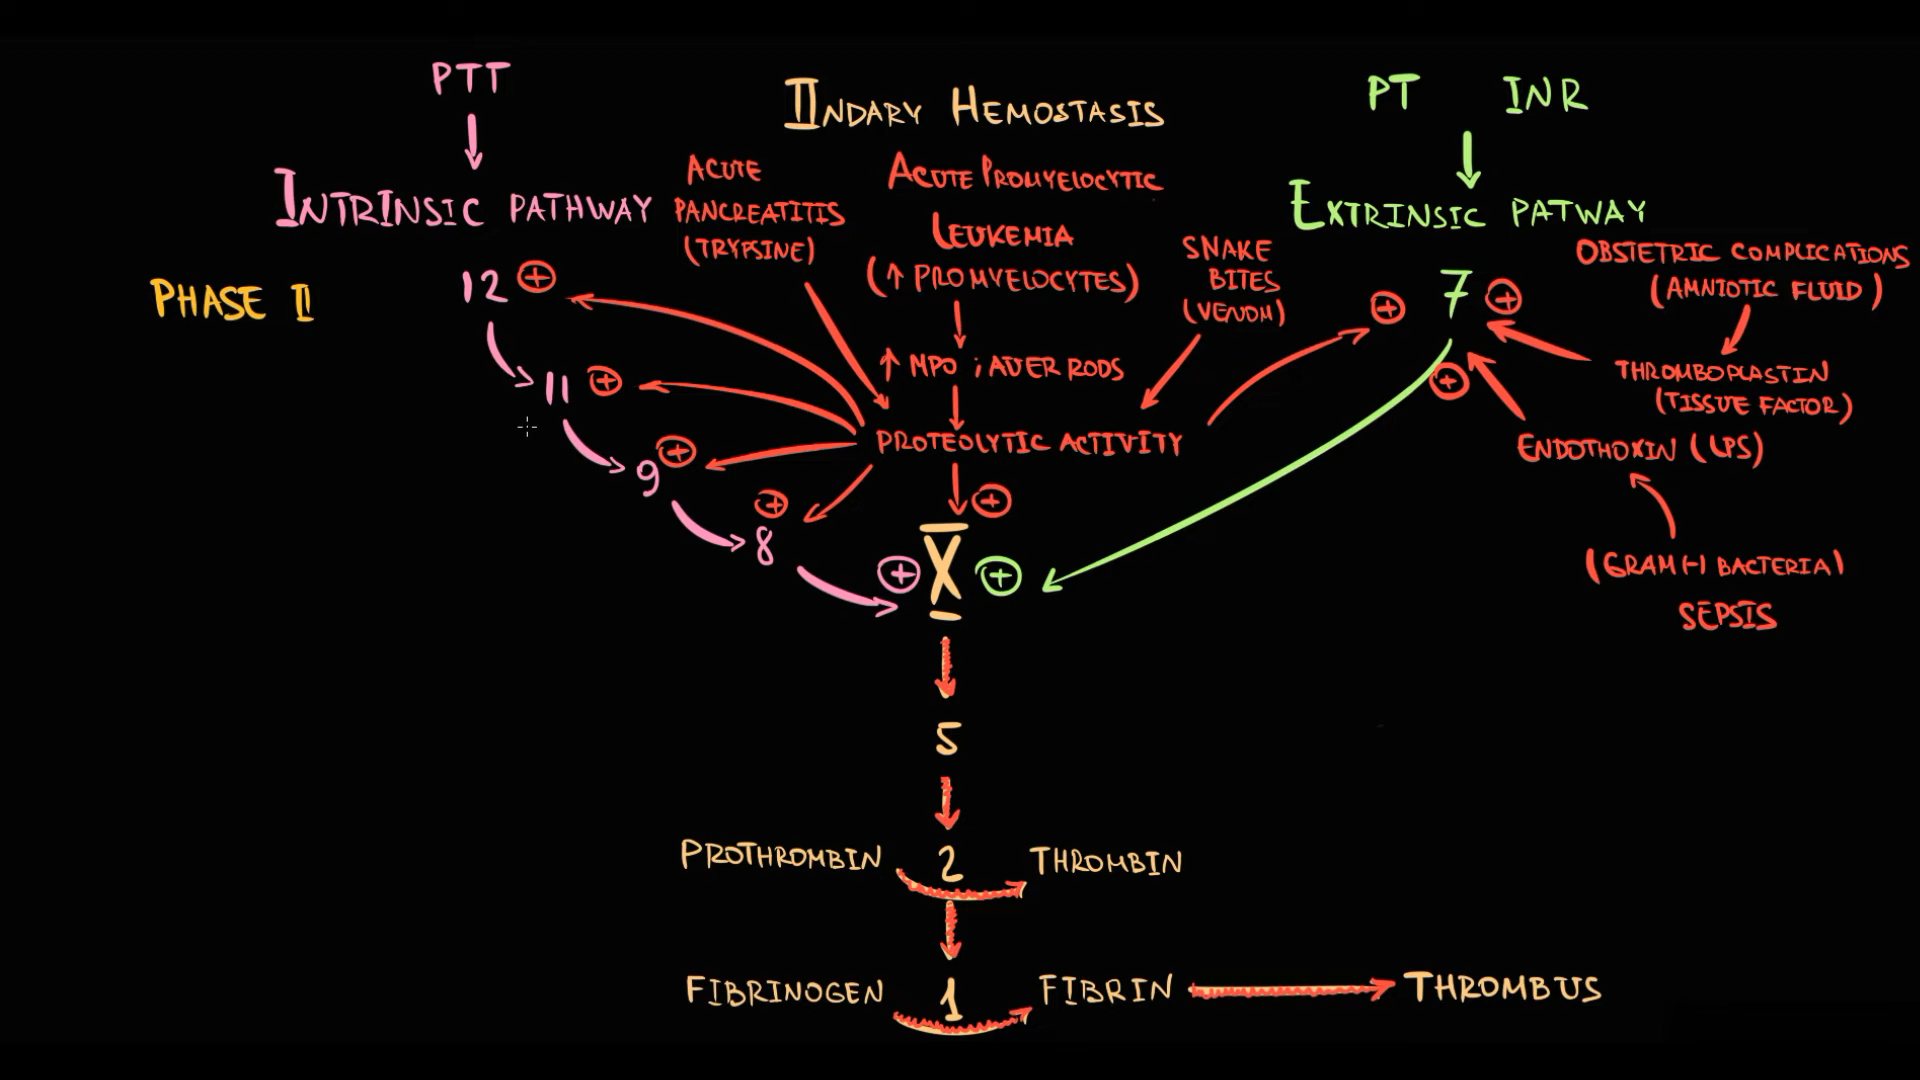 PTT
IINDARY HEMOSTASIS
PT INR
INTRINSIC PATHWAY
ACUTE
PANCREATITIS
(TRYPSINE)
ACUTE PROMYELOCYTIC
LEUKEMIA
(↑ PROMYELOCYTES)
SNAKE
BITES
(VENOM)
EXTRINSIC PATWAY
OBSTETRIC COMPLICATIONS
(AMNIOTIC FLUID)
PHASE II
12 +
+ 7 +
11 +
↑ MPO ; AUER RODS
+
THROMBOPLASTIN
(TISSUE FACTOR)
9 +
PROTEOLYTIC ACTIVITY
ENDOTHOXIN (LPS)
+
8
+
+ X +
(GRAM (-) BACTERIA)
SEPSIS
5
PROTHROMBIN 2 THROMBIN
FIBRINOGEN 1 FIBRIN THROMBUS